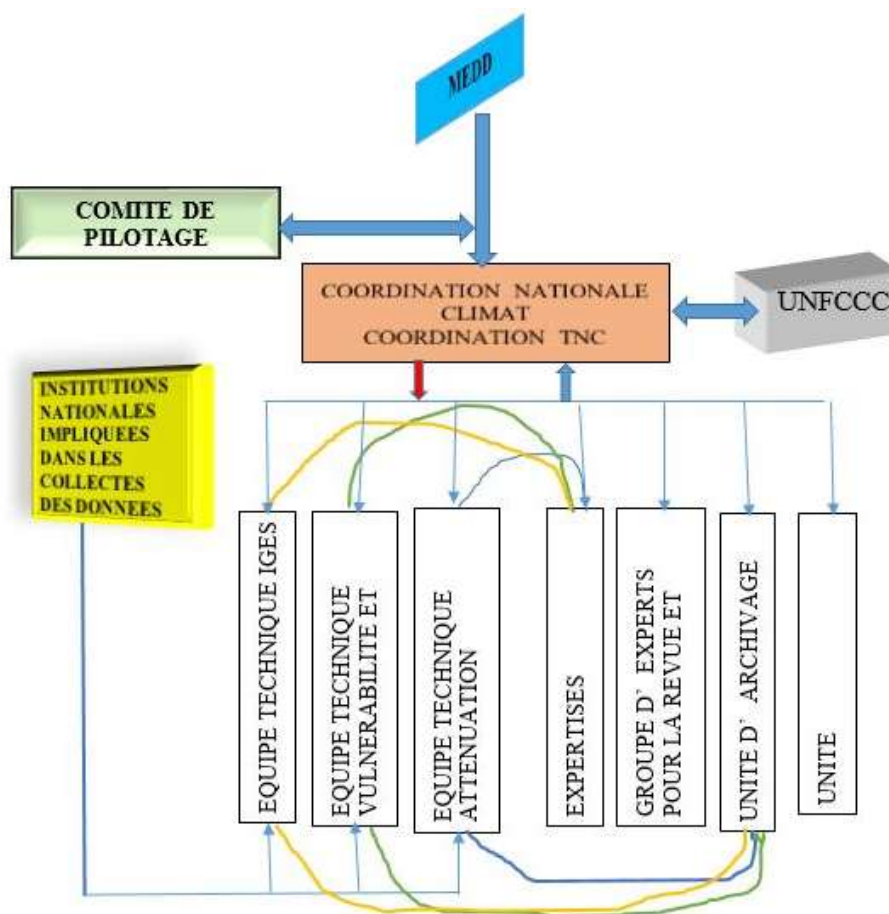 MEDD
COMITE DE
PILOTAGE
COORDINATION NATIONALE
CLIMAT
COORDINATION TNC
UNFCCC
INSTITUTIONS
NATIONALES
IMPLIQUEES
DANS LES
COLLECTES
DES DONNEES
EQUIPE TECHNIQUE IGES
EQUIPE TECHNIQUE
VULNERABILITE ET
EQUIPE TECHNIQUE
ATTENUATION
EXPERTISES
GROUPE D’ EXPERTS
POUR LA REVUE ET
UNITE D’ ARCHIVAGE
UNITE